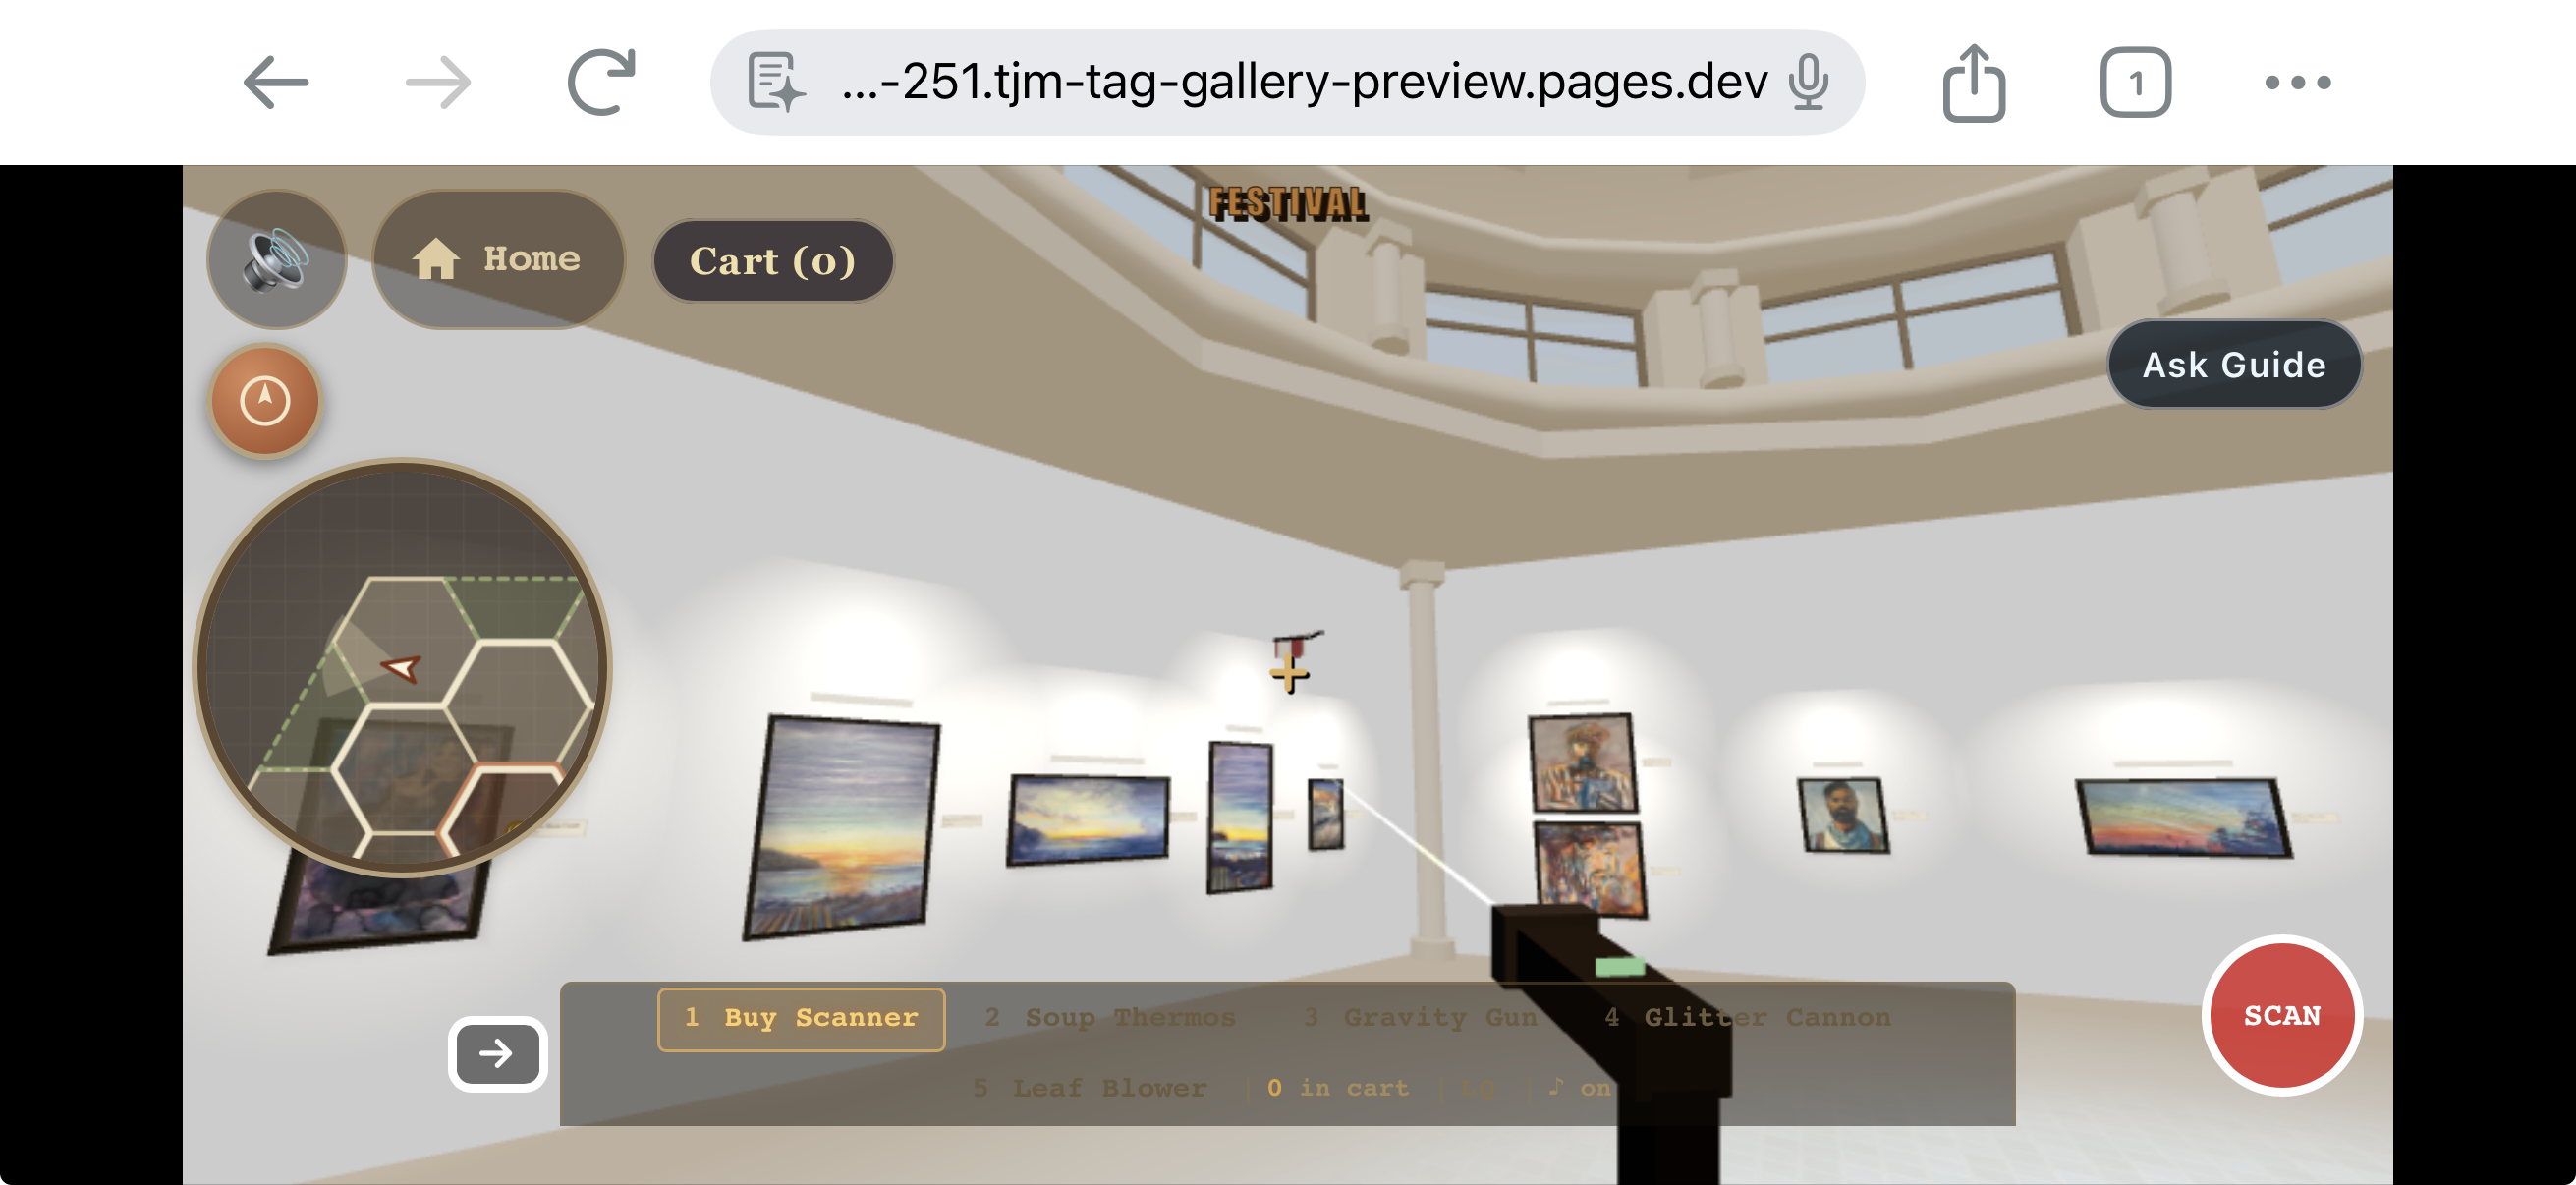 ...-251.tjm-tag-gallery-preview.pages.dev
1
FESTIVAL
Home
Cart (0)
Ask Guide
1 Buy Scanner 2 Soup Thermos 3 Gravity Gun 4 Glitter Cannon
5 Leaf Blower | 0 in cart | £0 | ♪ on
SCAN